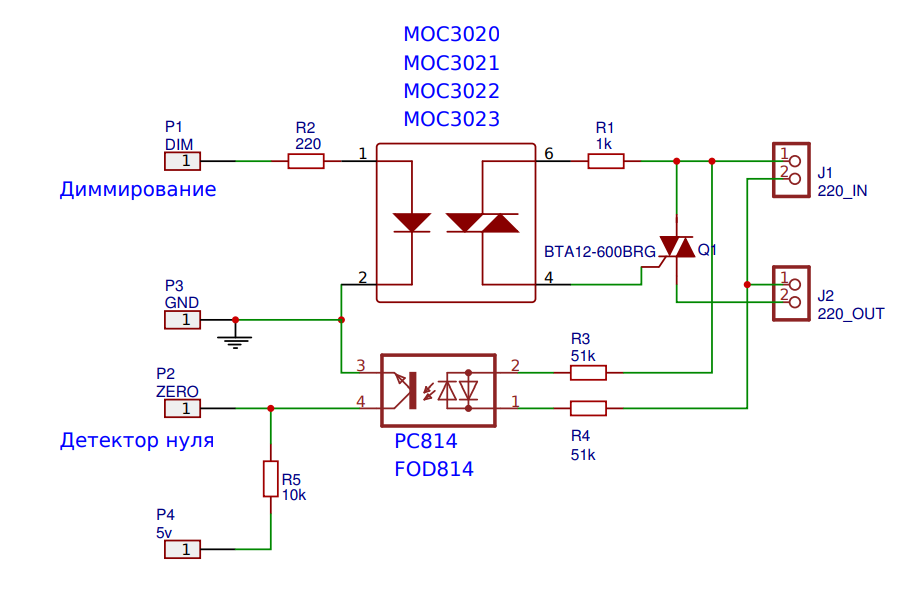 MOC3020
MOC3021
MOC3022
MOC3023
P1
DIM
1
Диммирование
R2
220
1
2
6
4
R1
1k
BTA12-600BRG
Q1
1
2
J1
220_IN
1
2
J2
220_OUT
P3
GND
1
P2
ZERO
1
Детектор нуля
3
4
2
1
PC814
FOD814
R3
51k
R4
51k
R5
10k
P4
5v
1